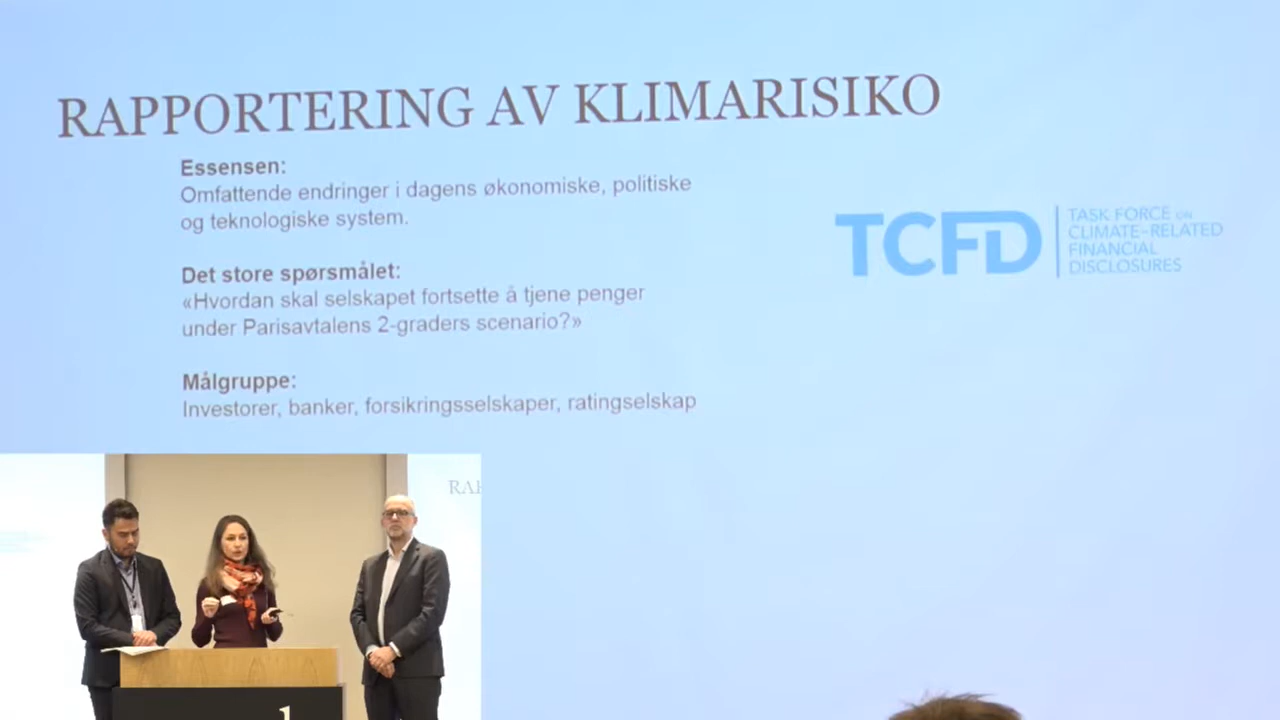 RAPPORTERING AV KLIMARISIKO
Essensen:
Omfattende endringer i dagens økonomiske, politiske
og teknologiske system.
Det store spørsmålet:
«Hvordan skal selskapet fortsette å tjene penger
under Parisavtalens 2-graders scenario?»
Målgruppe:
Investorer, banker, forsikringsselskaper, ratingselskap
TCFD
TASK FORCE ON
CLIMATE-RELATED
FINANCIAL
DISCLOSURES